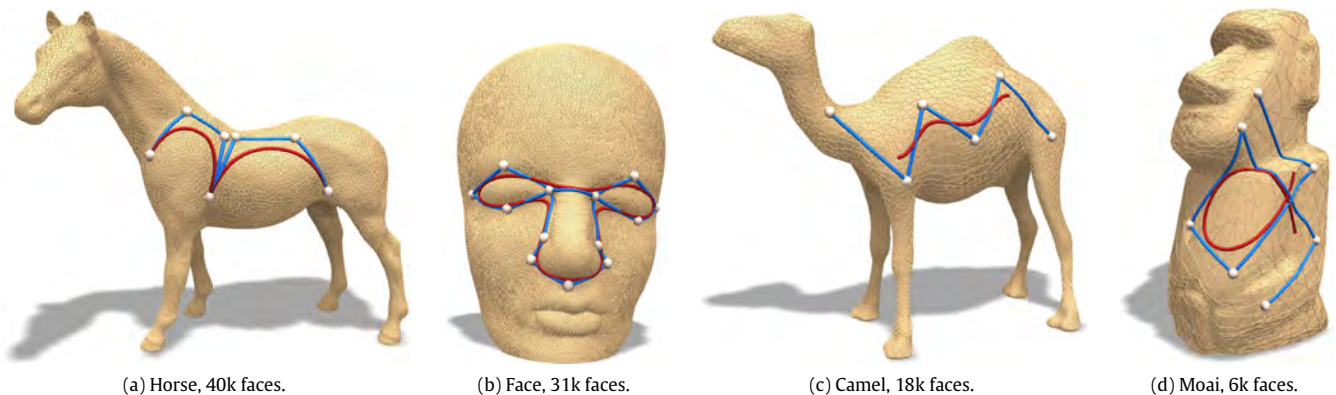 (a) Horse, 40k faces.
(b) Face, 31k faces.
(c) Camel, 18k faces.
(d) Moai, 6k faces.